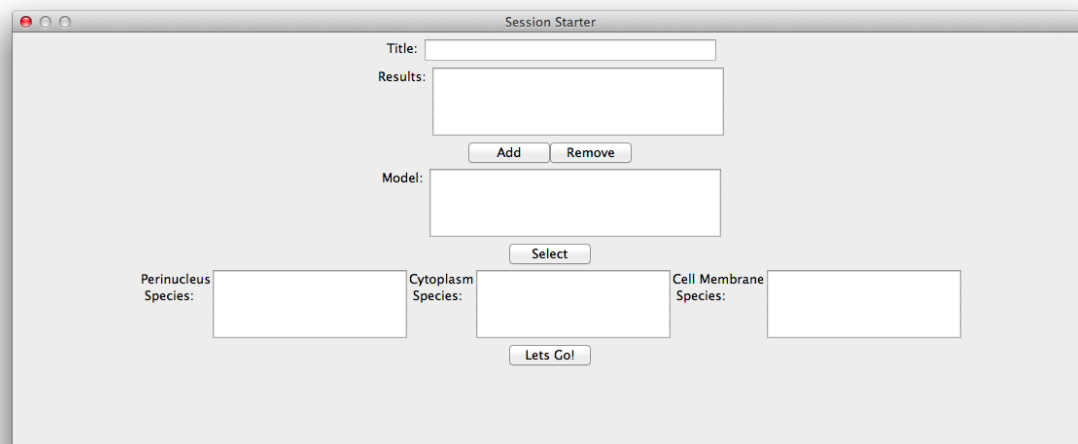 Session Starter
Title:
Results:
Add Remove
Model:
Select
Perinucleus Cytoplasm Cell Membrane
Species: Species: Species:
Lets Go!